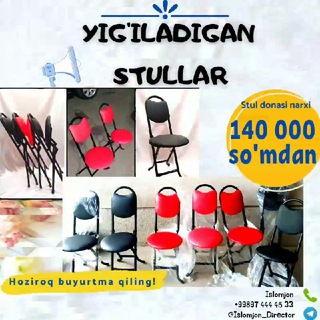 YIG'ILADIGAN
STULLAR
Stul donasi narxi
140 000
so'mdan
Hoziroq buyurtma qiling!
Islomjon
+99897 444 45 33
@Islomjon_Director